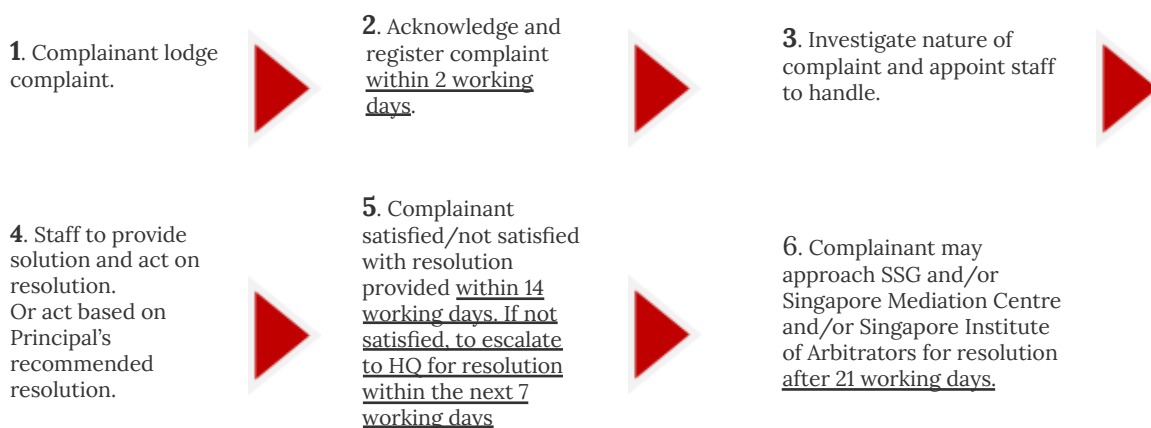 1. Complainant lodge
complaint.
2. Acknowledge and
register complaint
within 2 working
days.
3. Investigate nature of
complaint and appoint staff
to handle.
4. Staff to provide
solution and act on
resolution.
Or act based on
Principal's
recommended
resolution.
5. Complainant
satisfied/not satisfied
with resolution
provided within 14
working days. If not
satisfied, to escalate
to HQ for resolution
within the next 7
working days
6. Complainant may
approach SSG and/or
Singapore Mediation Centre
and/or Singapore Institute
of Arbitrators for resolution
after 21 working days.